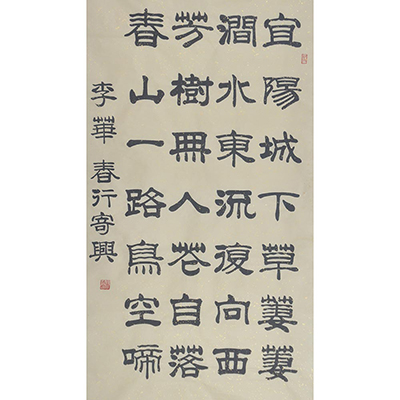 宜陽城下草萋萋
澗水東流復向西
芳樹無人花自落
春山一路鳥空啼
李華 春行寄興